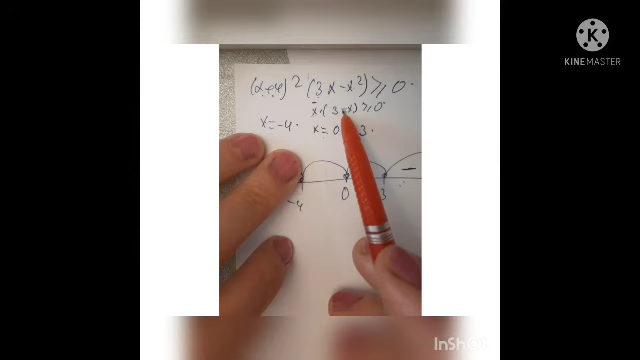 KINEMASTER
(x+4)² (3x-x²) ≥ 0.
x·(3-x) ≥ 0
x=-4. x=0 3.
-
-4 0 3
InShot